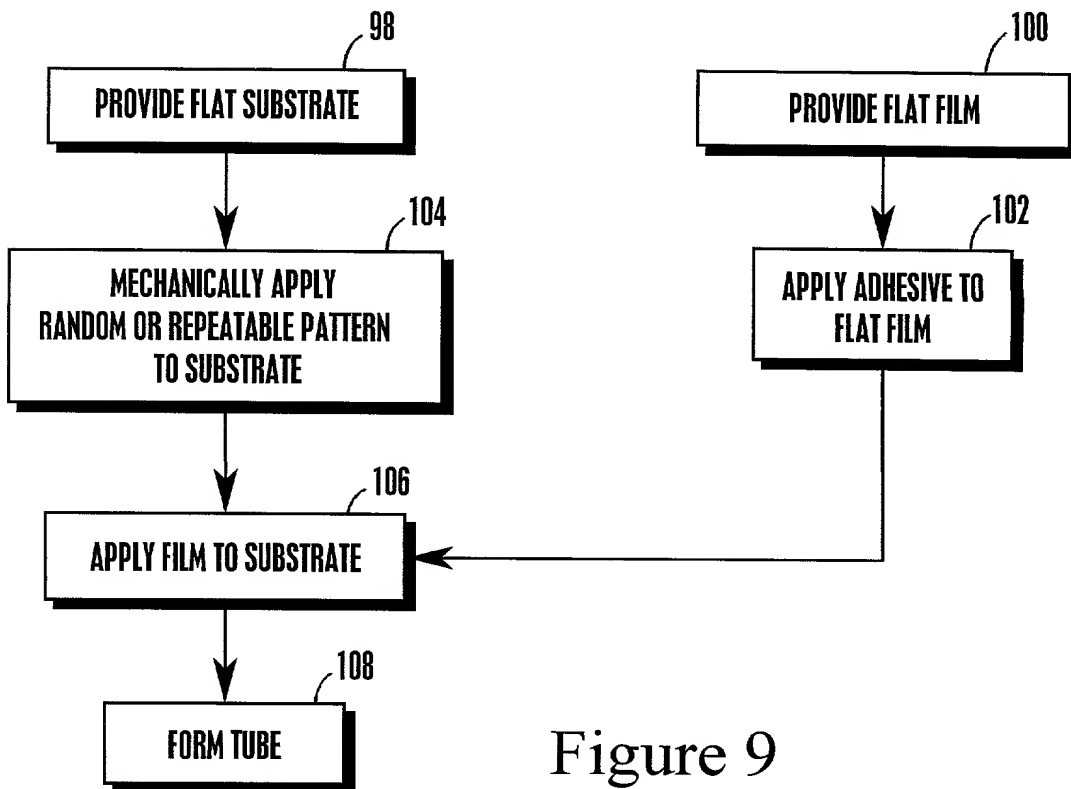 98
PROVIDE FLAT SUBSTRATE
100
PROVIDE FLAT FILM
104
MECHANICALLY APPLY
RANDOM OR REPEATABLE PATTERN
TO SUBSTRATE
102
APPLY ADHESIVE TO
FLAT FILM
106
APPLY FILM TO SUBSTRATE
108
FORM TUBE
Figure 9